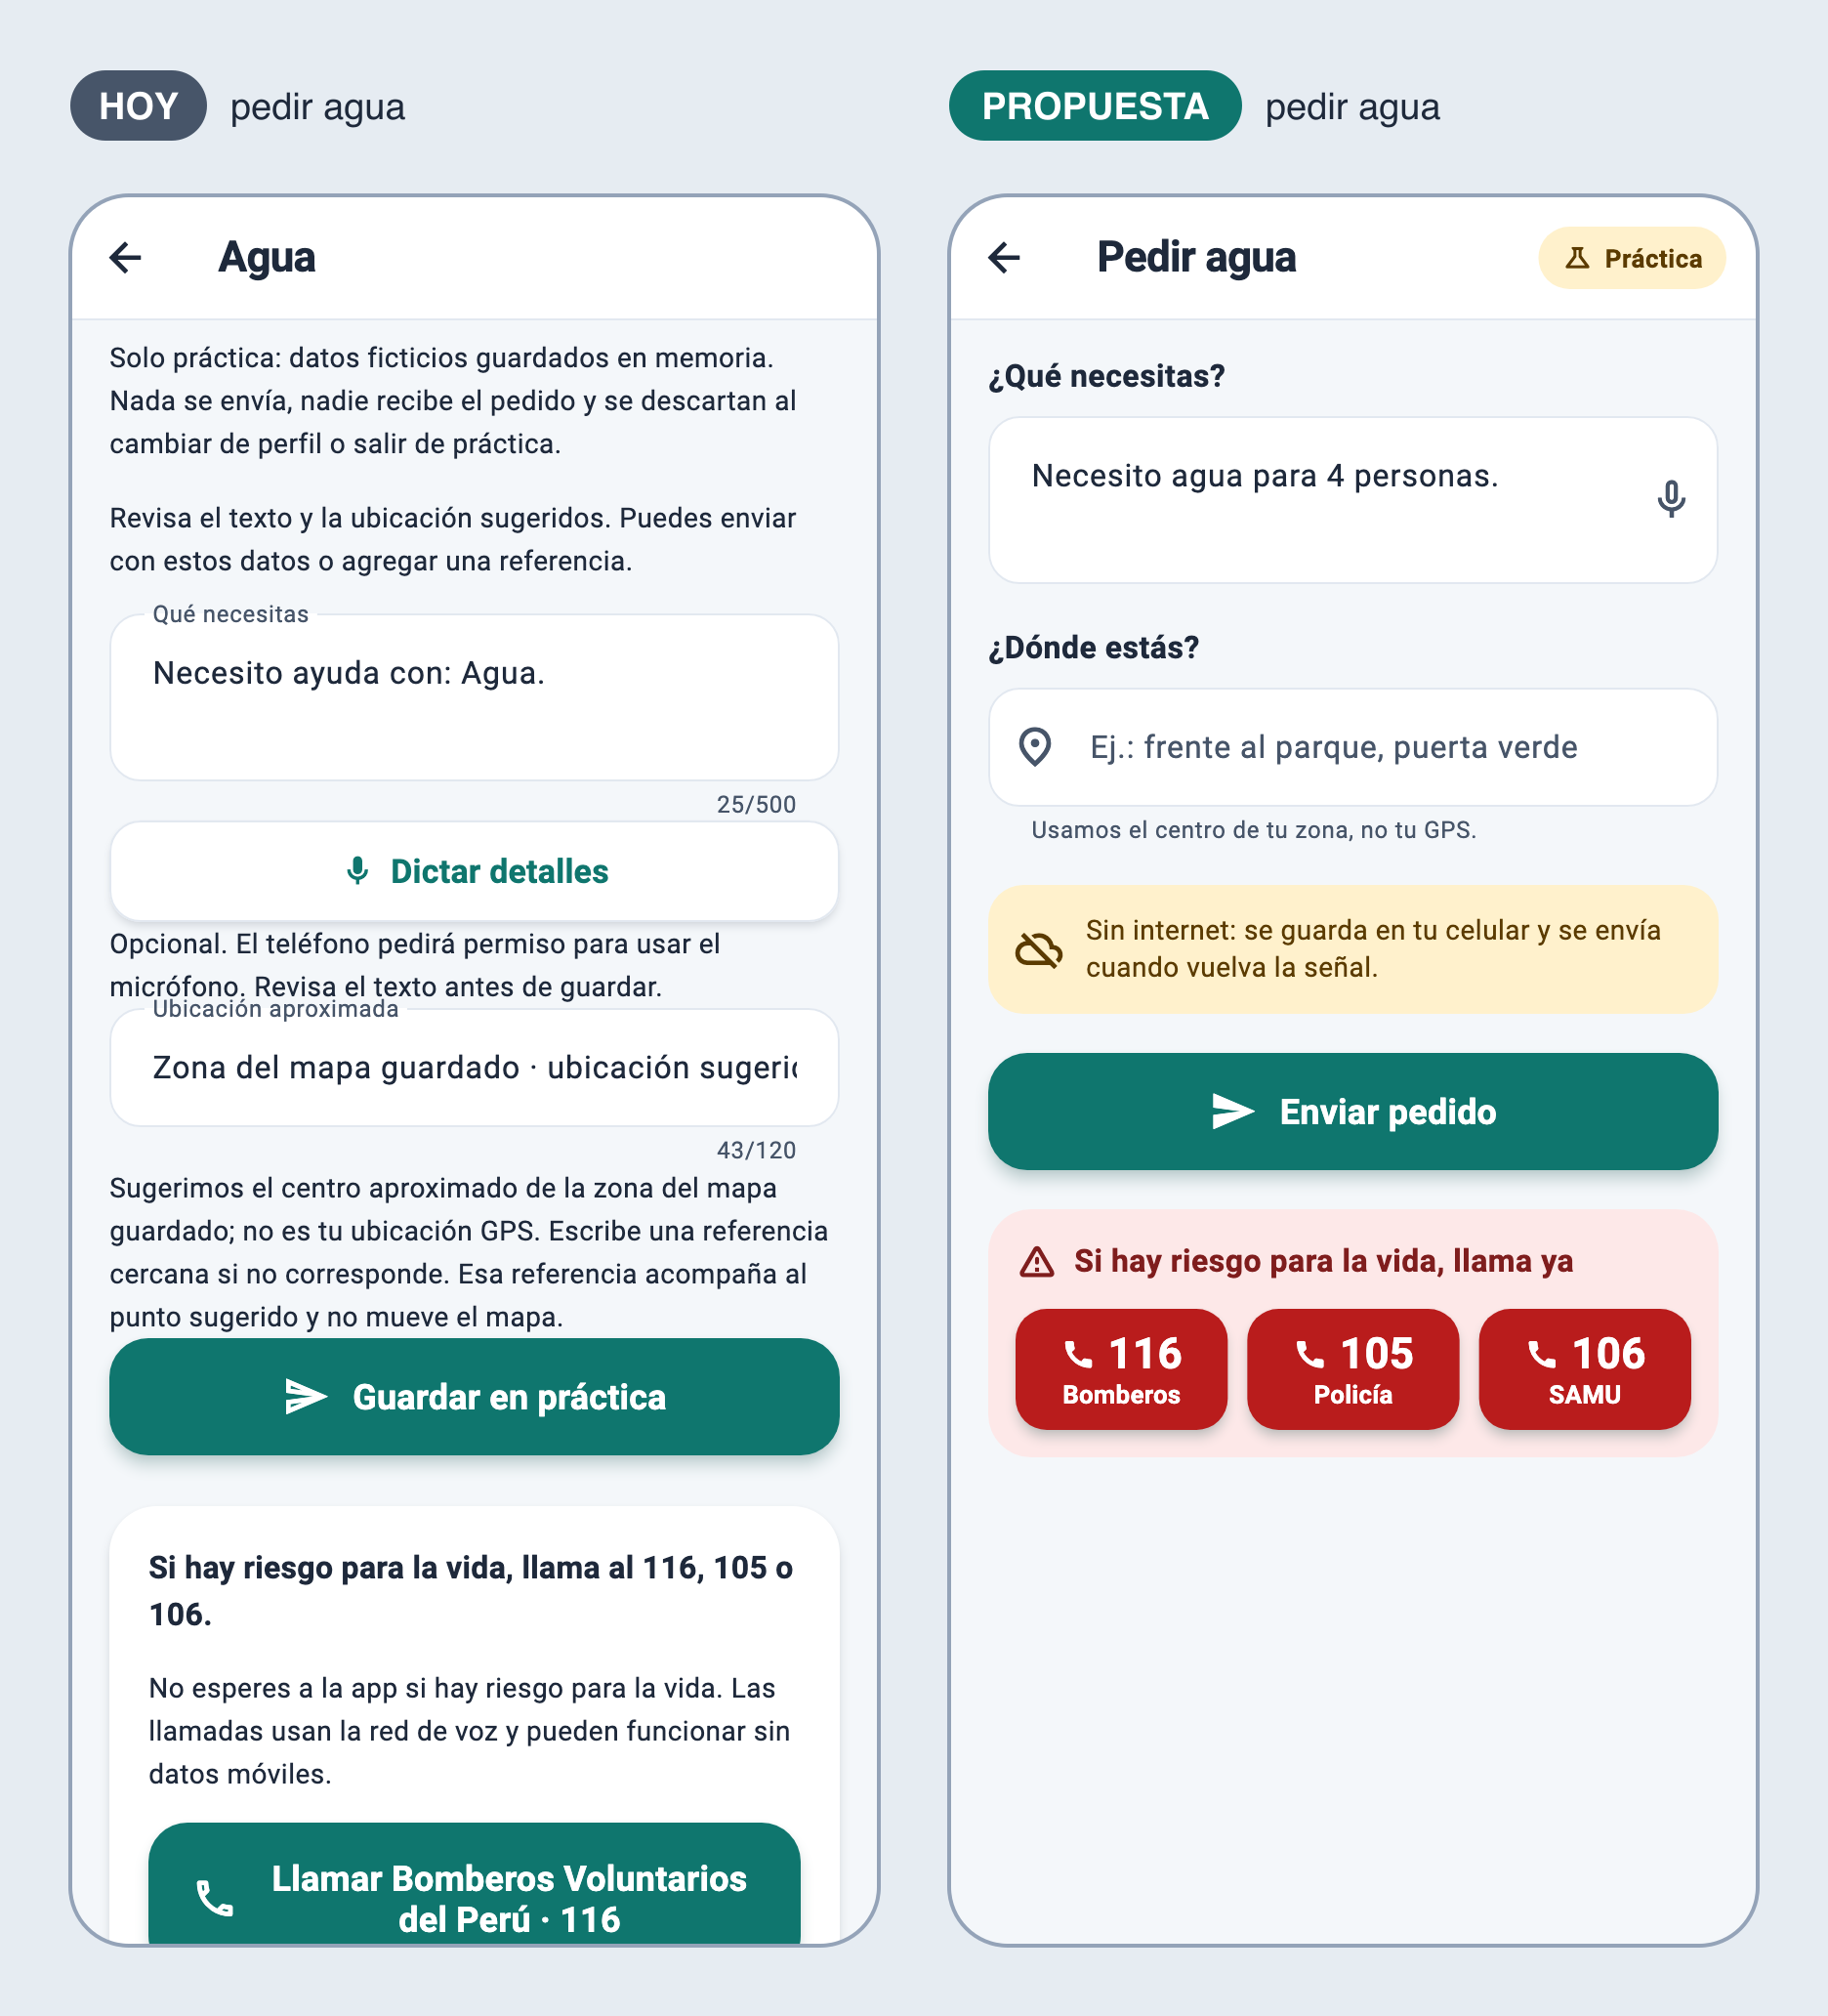 HOY pedir agua
Agua
Solo práctica: datos ficticios guardados en memoria.
Nada se envía, nadie recibe el pedido y se descartan al
cambiar de perfil o salir de práctica.
Revisa el texto y la ubicación sugeridos. Puedes enviar
con estos datos o agregar una referencia.
Qué necesitas
Necesito ayuda con: Agua.
25/500
Dictar detalles
Opcional. El teléfono pedirá permiso para usar el
micrófono. Revisa el texto antes de guardar.
Ubicación aproximada
Zona del mapa guardado · ubicación sugeri
43/120
Sugerimos el centro aproximado de la zona del mapa
guardado; no es tu ubicación GPS. Escribe una referencia
cercana si no corresponde. Esa referencia acompaña al
punto sugerido y no mueve el mapa.
Guardar en práctica
Si hay riesgo para la vida, llama al 116, 105 o
106.
No esperes a la app si hay riesgo para la vida. Las
llamadas usan la red de voz y pueden funcionar sin
datos móviles.
Llamar Bomberos Voluntarios
del Perú · 116
PROPUESTA pedir agua
Pedir agua
Práctica
¿Qué necesitas?
Necesito agua para 4 personas.
¿Dónde estás?
Ej.: frente al parque, puerta verde
Usamos el centro de tu zona, no tu GPS.
Sin internet: se guarda en tu celular y se envía
cuando vuelva la señal.
Enviar pedido
Si hay riesgo para la vida, llama ya
116
Bomberos
105
Policía
106
SAMU